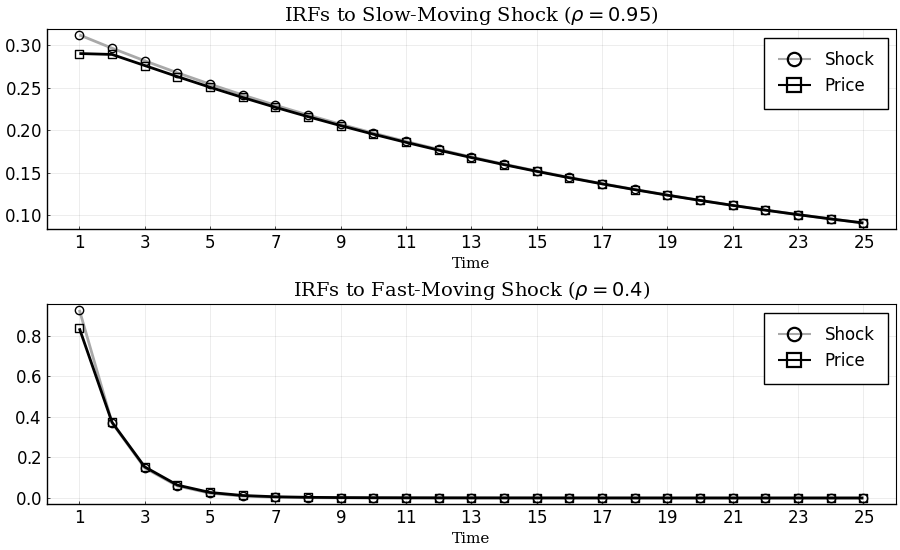 IRFs to Slow-Moving Shock (ρ = 0.95)
0.30
0.25
0.20
0.15
0.10
Shock
Price
1 3 5 7 9 11 13 15 17 19 21 23 25
Time
IRFs to Fast-Moving Shock (ρ = 0.4)
0.8
0.6
0.4
0.2
0.0
Shock
Price
1 3 5 7 9 11 13 15 17 19 21 23 25
Time